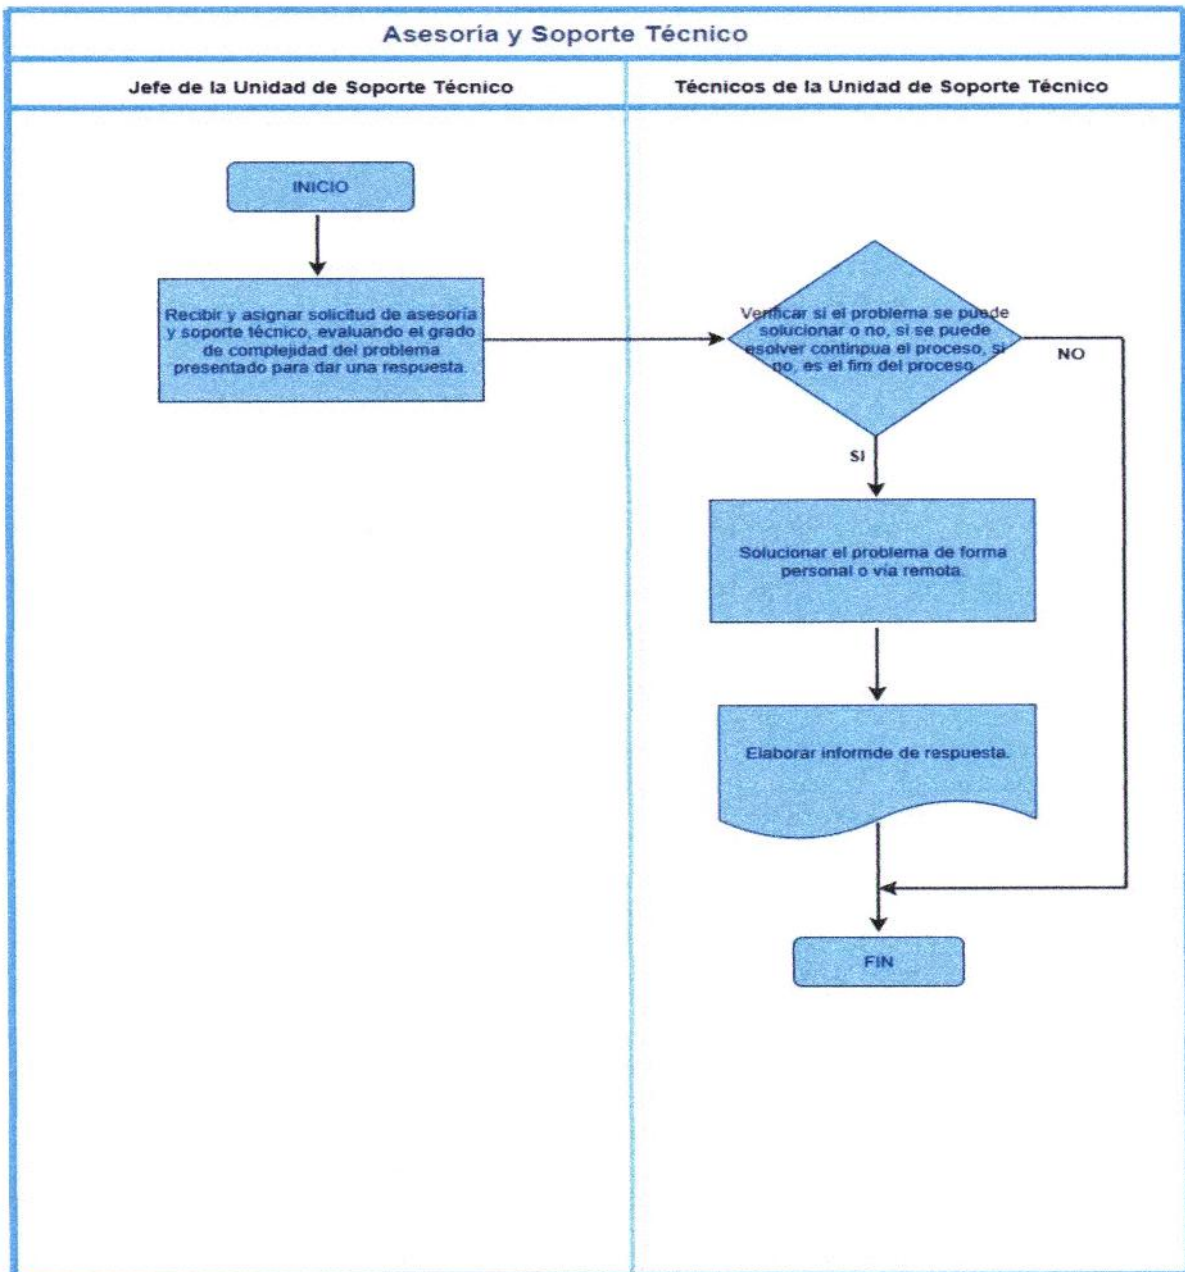 Asesoría y Soporte Técnico
Jefe de la Unidad de Soporte Técnico
Técnicos de la Unidad de Soporte Técnico
INICIO
Recibir y asignar solicitud de asesoría
y soporte técnico, evaluando el grado
de complejidad del problema
presentado para dar una respuesta.
Verificar si el problema se puede
solucionar o no, si se puede
esolver continpua el proceso, si
no, es el fim del proceso.
NO
SI
Solucionar el problema de forma
personal o vía remota.
Elaborar informde de respuesta.
FIN